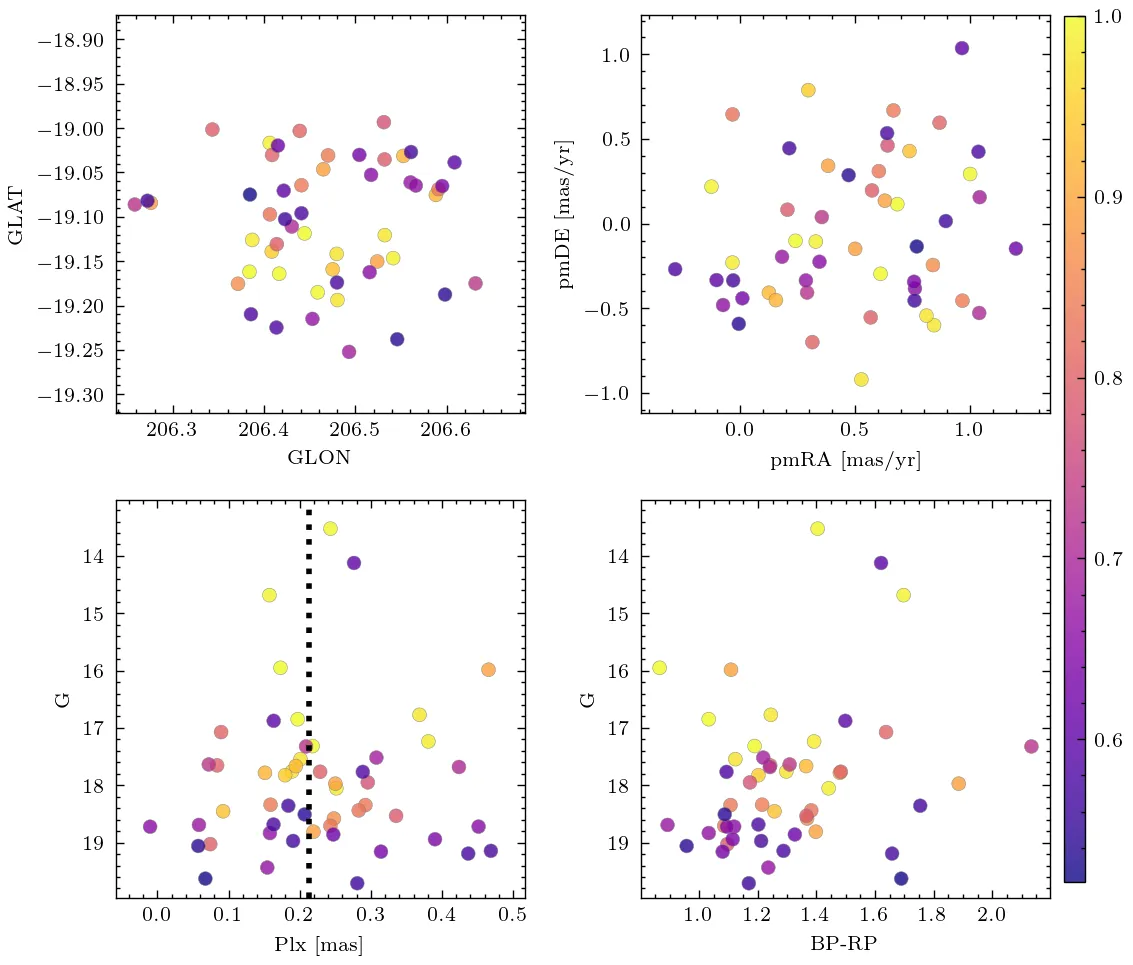 −18.90
−18.95
−19.00
−19.05
−19.10
−19.15
−19.20
−19.25
−19.30
GLAT
206.3 206.4 206.5 206.6
GLON
1.0
0.5
0.0
−0.5
−1.0
pmDE [mas/yr]
0.0 0.5 1.0
pmRA [mas/yr]
1.0
0.9
0.8
0.7
0.6
14
15
16
17
18
19
G
0.0 0.1 0.2 0.3 0.4 0.5
Plx [mas]
14
15
16
17
18
19
G
1.0 1.2 1.4 1.6 1.8 2.0
BP-RP